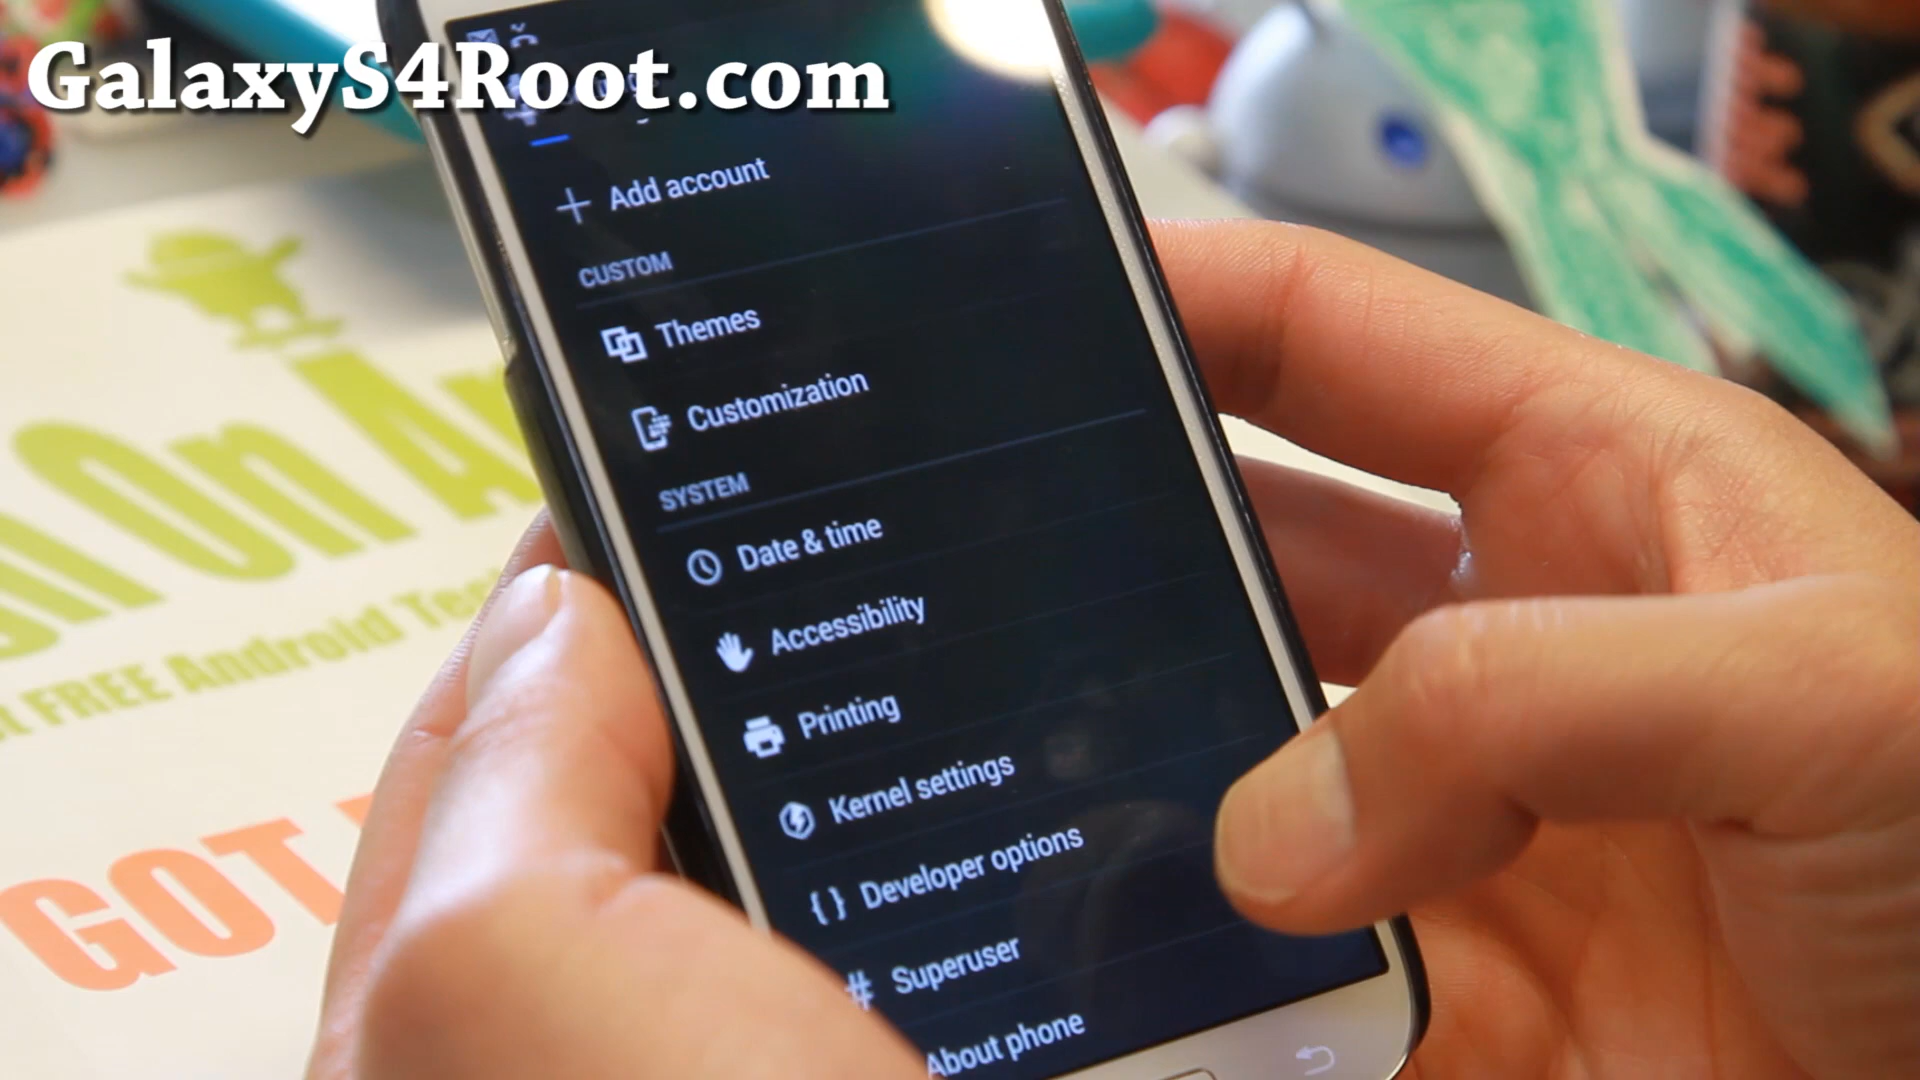 GalaxyS4Root.com
Add account
CUSTOM
Themes
Customization
SYSTEM
Date & time
Accessibility
Printing
Kernel settings
{ } Developer options
# Superuser
About phone
On
FREE Android
GOT